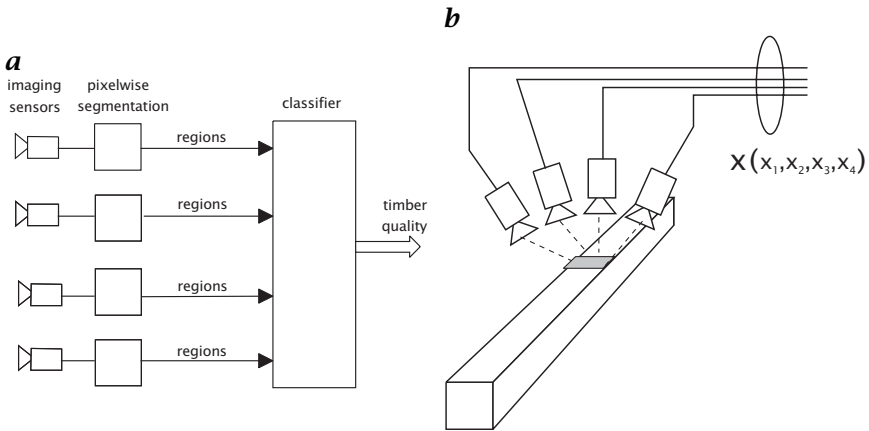 a
imaging
sensors
pixelwise
segmentation
classifier
regions
regions
regions
regions
timber
quality
b
x(x₁,x₂,x₃,x₄)